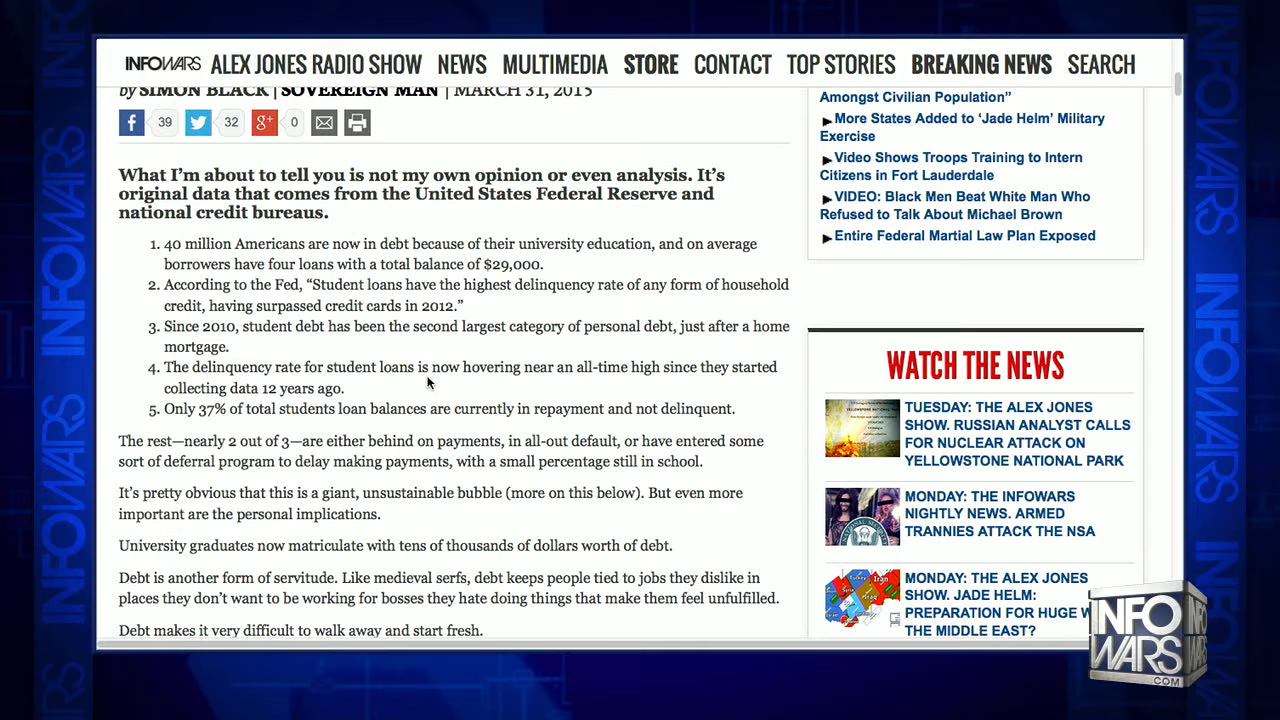 INFOWARS ALEX JONES RADIO SHOW NEWS MULTIMEDIA STORE CONTACT TOP STORIES BREAKING NEWS SEARCH
by SIMON BLACK | SOVEREIGN MAN | MARCH 31, 2015
39 32 0
What I’m about to tell you is not my own opinion or even analysis. It’s
original data that comes from the United States Federal Reserve and
national credit bureaus.
1. 40 million Americans are now in debt because of their university education, and on average
borrowers have four loans with a total balance of $29,000.
2. According to the Fed, “Student loans have the highest delinquency rate of any form of household
credit, having surpassed credit cards in 2012.”
3. Since 2010, student debt has been the second largest category of personal debt, just after a home
mortgage.
4. The delinquency rate for student loans is now hovering near an all-time high since they started
collecting data 12 years ago.
5. Only 37% of total students loan balances are currently in repayment and not delinquent.
The rest—nearly 2 out of 3—are either behind on payments, in all-out default, or have entered some
sort of deferral program to delay making payments, with a small percentage still in school.
It’s pretty obvious that this is a giant, unsustainable bubble (more on this below). But even more
important are the personal implications.
University graduates now matriculate with tens of thousands of dollars worth of debt.
Debt is another form of servitude. Like medieval serfs, debt keeps people tied to jobs they dislike in
places they don’t want to be working for bosses they hate doing things that make them feel unfulfilled.
Debt makes it very difficult to walk away and start fresh.
Amongst Civilian Population”
More States Added to ‘Jade Helm’ Military
Exercise
Video Shows Troops Training to Intern
Citizens in Fort Lauderdale
VIDEO: Black Men Beat White Man Who
Refused to Talk About Michael Brown
Entire Federal Martial Law Plan Exposed
WATCH THE NEWS
TUESDAY: THE ALEX JONES
SHOW. RUSSIAN ANALYST CALLS
FOR NUCLEAR ATTACK ON
YELLOWSTONE NATIONAL PARK
MONDAY: THE INFOWARS
NIGHTLY NEWS. ARMED
TRANNIES ATTACK THE NSA
MONDAY: THE ALEX JONES
SHOW. JADE HELM:
PREPARATION FOR HUGE W
THE MIDDLE EAST?
INFO
WARS
.COM